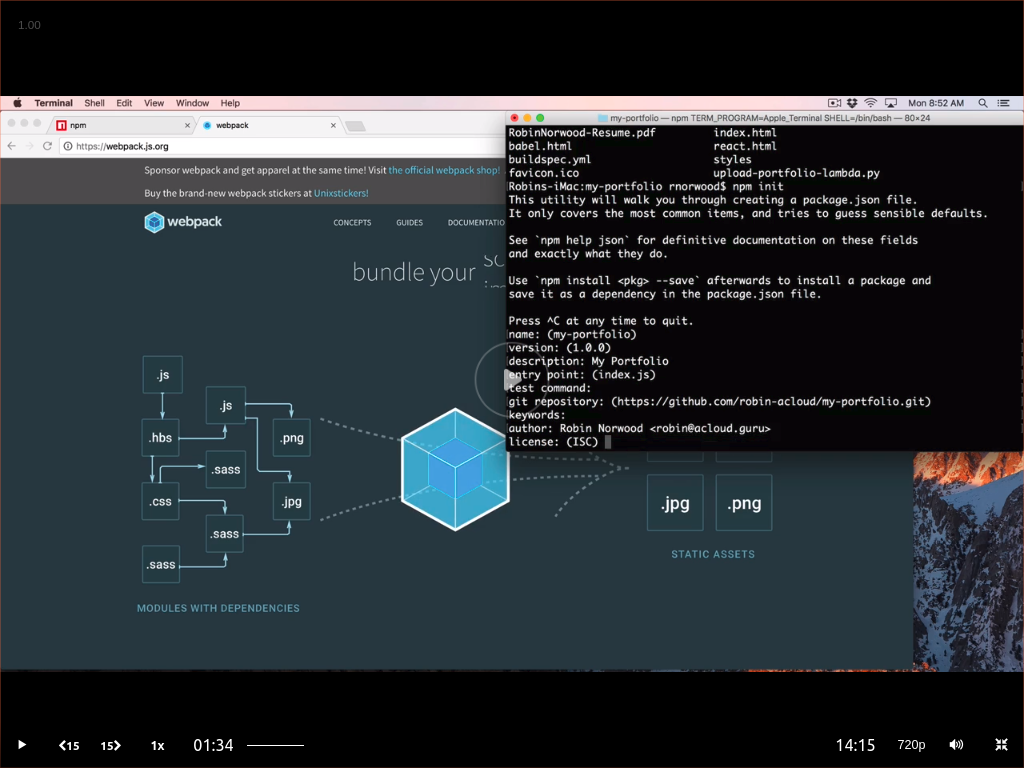 1.00
Terminal Shell Edit View Window Help
Mon 8:52 AM
npm
webpack
https://webpack.js.org
Sponsor webpack and get apparel at the same time! Visit the official webpack shop!
Buy the brand-new webpack stickers at Unixstickers!
webpack
CONCEPTS GUIDES DOCUMENTATIO
bundle your
my-portfolio — npm TERM_PROGRAM=Apple_Terminal SHELL=/bin/bash — 80×24
RobinNorwood-Resume.pdf index.html
babel.html react.html
buildspec.yml styles
favicon.ico upload-portfolio-lambda.py
Robins-iMac:my-portfolio rnorwood$ npm init
This utility will walk you through creating a package.json file.
It only covers the most common items, and tries to guess sensible defaults.
See `npm help json` for definitive documentation on these fields
and exactly what they do.
Use `npm install <pkg> --save` afterwards to install a package and
save it as a dependency in the package.json file.
Press ^C at any time to quit.
name: (my-portfolio)
version: (1.0.0)
description: My Portfolio
entry point: (index.js)
test command:
git repository: (https://github.com/robin-acloud/my-portfolio.git)
keywords:
author: Robin Norwood <robin@acloud.guru>
license: (ISC)
.js
.js
.hbs
.png
.sass
.css
.jpg
.sass
.sass
MODULES WITH DEPENDENCIES
.jpg
.png
STATIC ASSETS
15 15 1x 01:34 14:15 720p